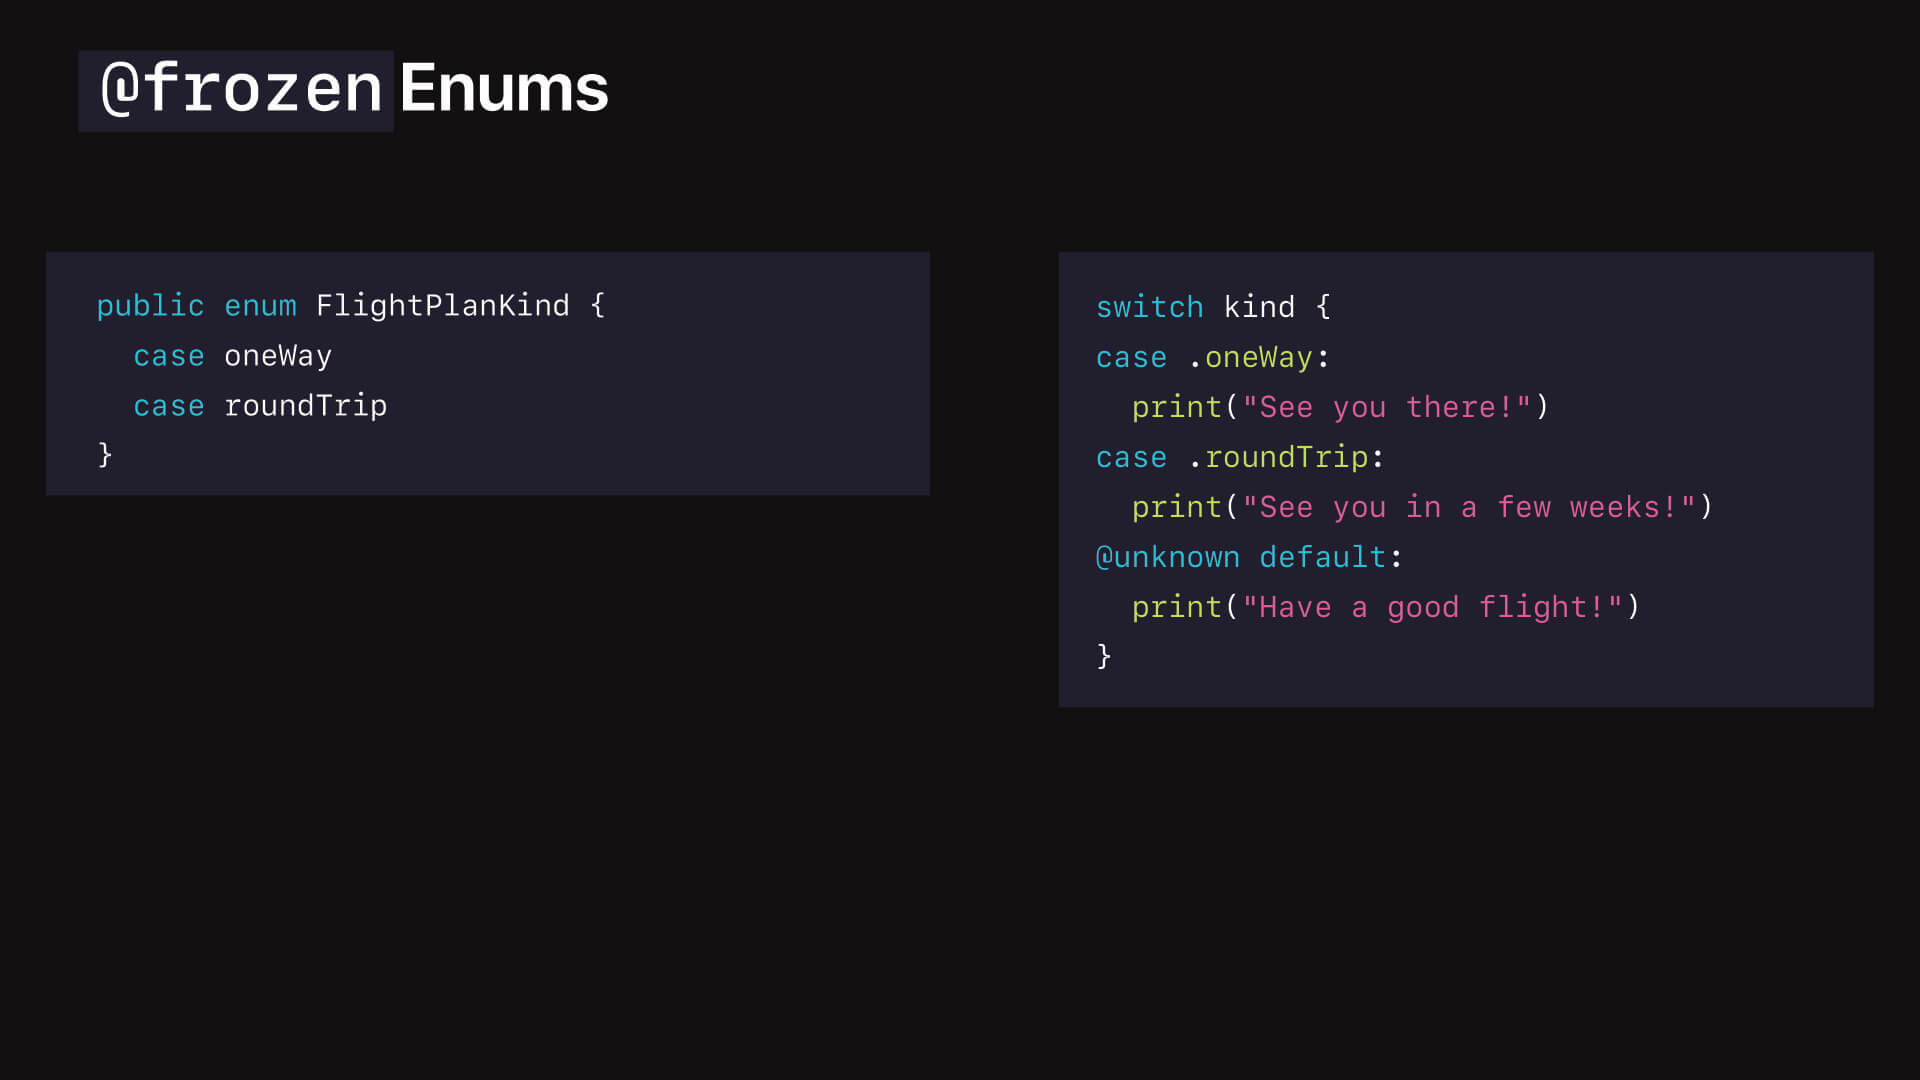 @frozen Enums
public enum FlightPlanKind {
  case oneWay
  case roundTrip
}
switch kind {
case .oneWay:
  print("See you there!")
case .roundTrip:
  print("See you in a few weeks!")
@unknown default:
  print("Have a good flight!")
}